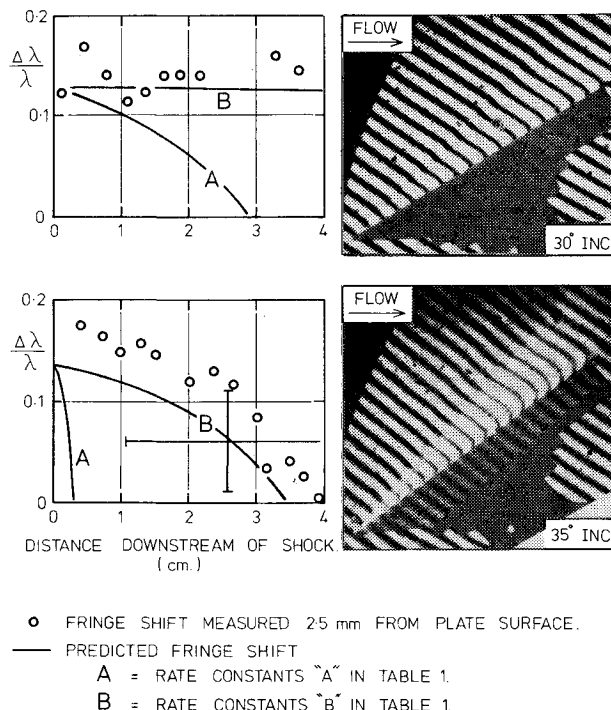 0·2
Δλ
λ
0·1
0
B
A
0 1 2 3 4
FLOW
30° INC
0·2
Δλ
λ
0·1
0
A
B
0 1 2 3 4
DISTANCE DOWNSTREAM OF SHOCK.
(cm.)
FLOW
35° INC
o FRINGE SHIFT MEASURED 2·5 mm FROM PLATE SURFACE.
— PREDICTED FRINGE SHIFT
A = RATE CONSTANTS "A" IN TABLE 1.
B = RATE CONSTANTS "B" IN TABLE 1.